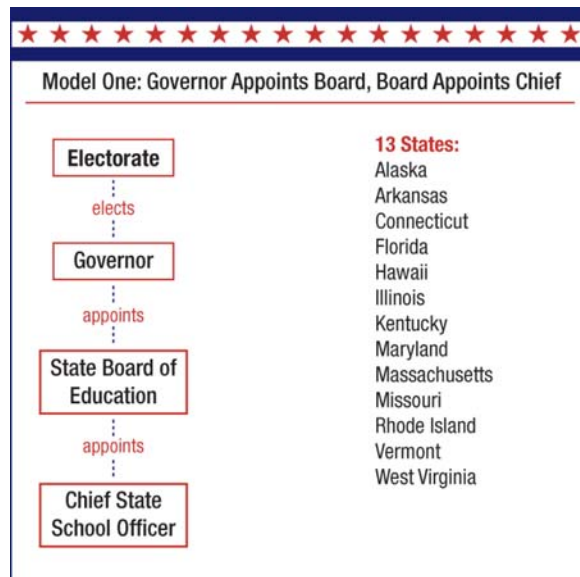 Model One: Governor Appoints Board, Board Appoints Chief
Electorate
elects
Governor
appoints
State Board of
Education
appoints
Chief State
School Officer
13 States:
Alaska
Arkansas
Connecticut
Florida
Hawaii
Illinois
Kentucky
Maryland
Massachusetts
Missouri
Rhode Island
Vermont
West Virginia